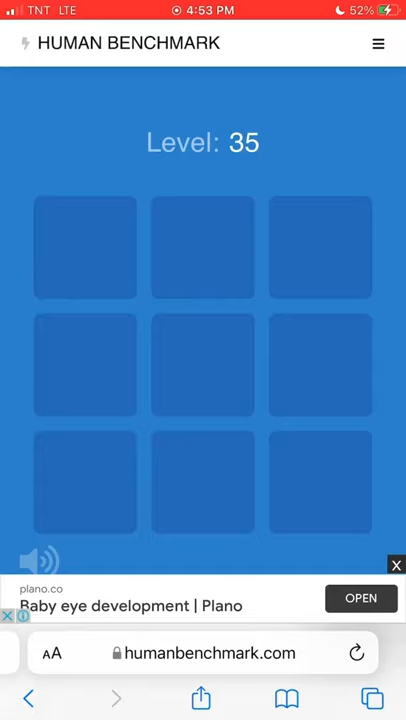 TNT LTE 4:53 PM 52%
HUMAN BENCHMARK
Level: 35
X
plano.co
Baby eye development | Plano
OPEN
AA humanbenchmark.com